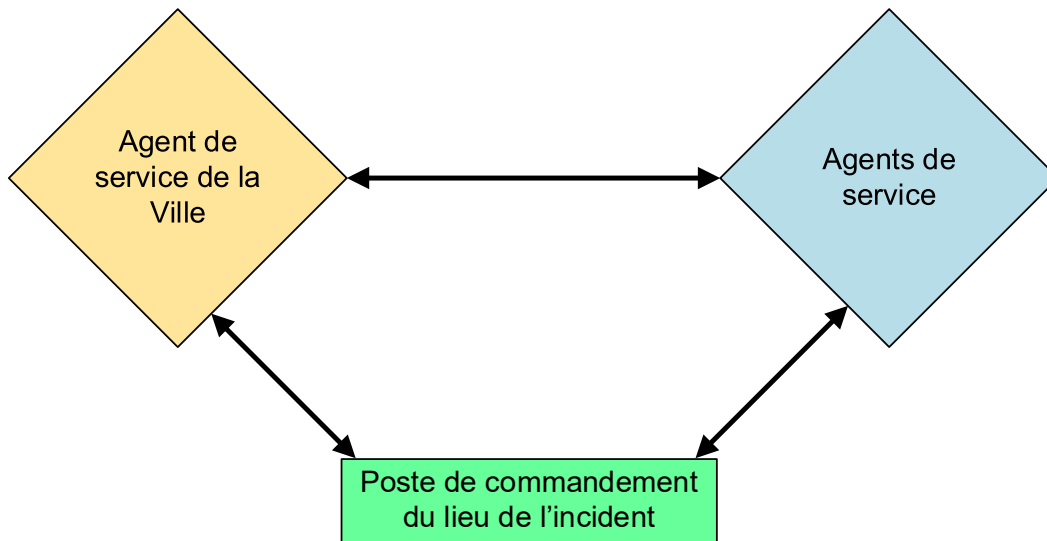 Agent de
service de la
Ville
Agents de
service
Poste de commandement
du lieu de l’incident